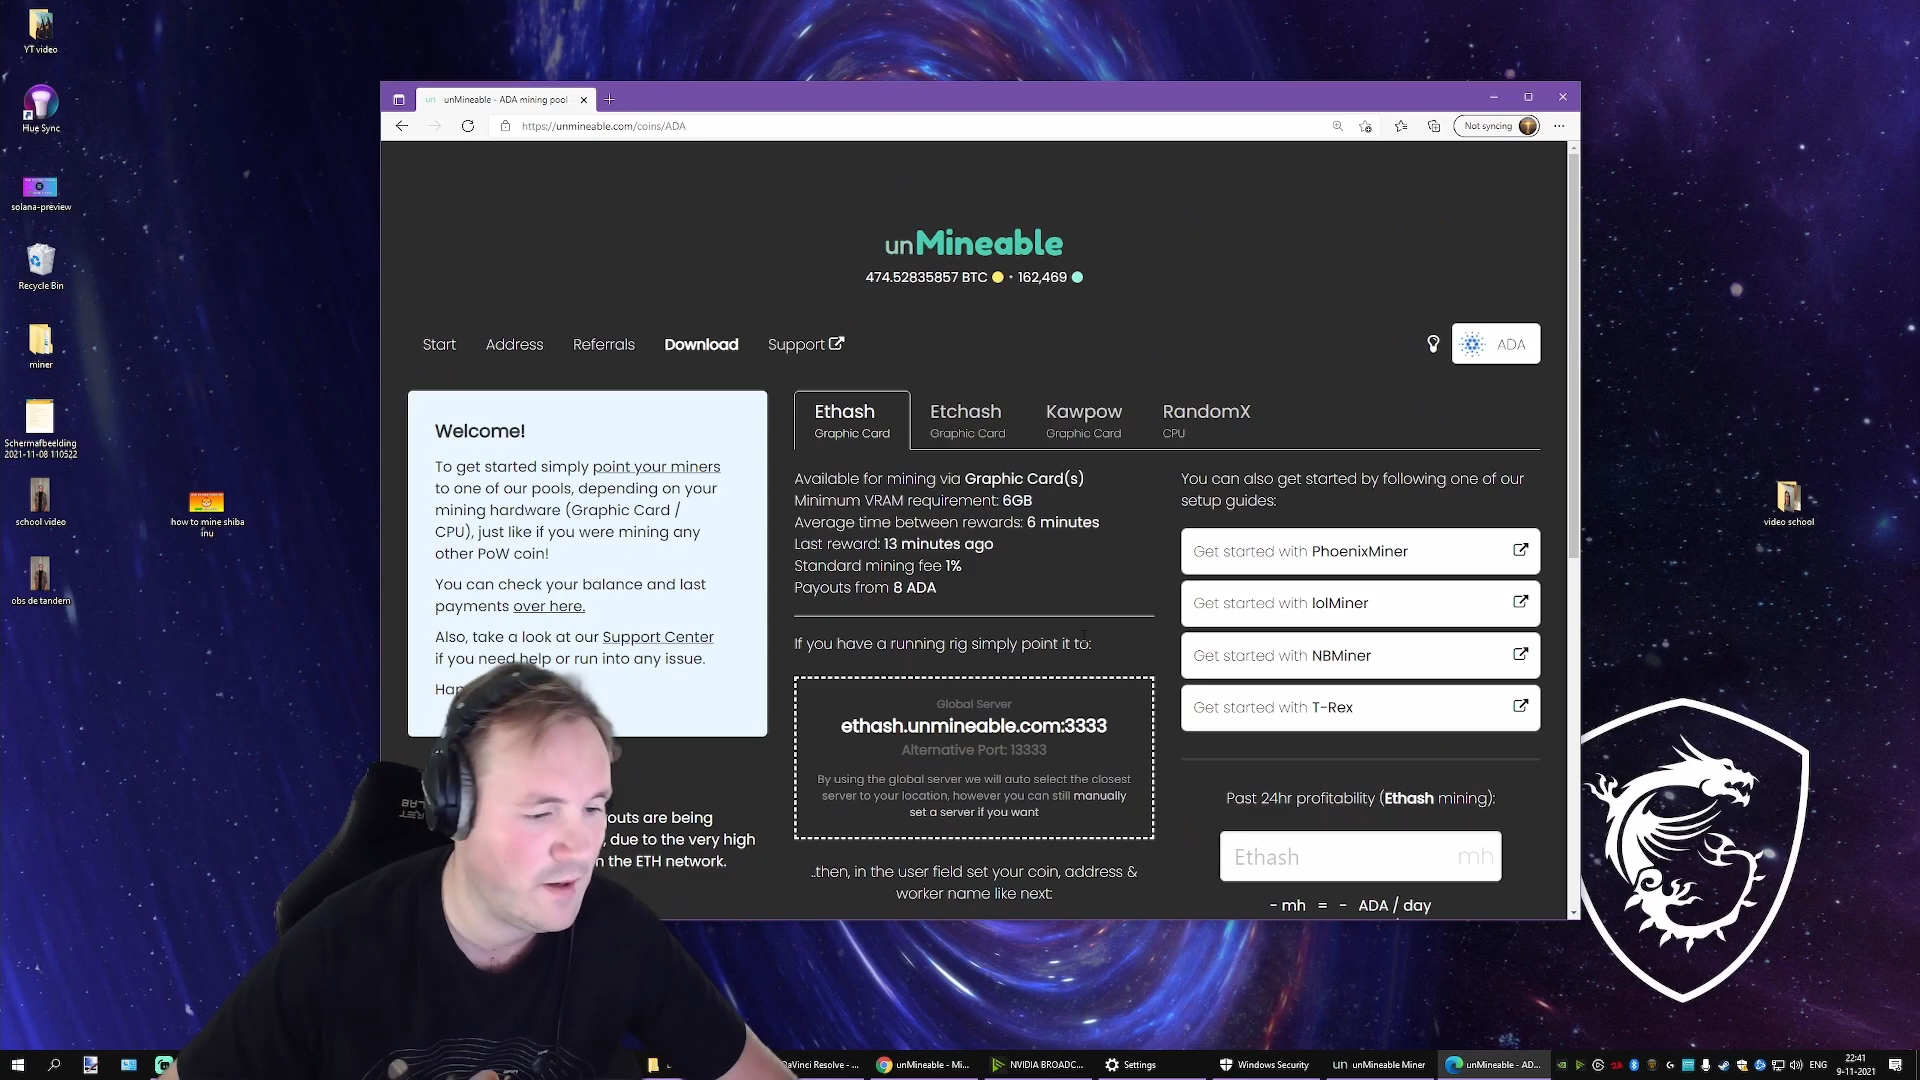 YT video
Hue Sync
solana-preview
Recycle Bin
miner
Schermafbeelding
2021-11-08 110522
school video
obs de tandem
how to mine shiba
inu
video school
unMineable - ADA mining pool
https://unmineable.com/coins/ADA
Not syncing
unMineable
474.52835857 BTC • 162,469
Start
Address
Referrals
Download
Support
ADA
Welcome!
To get started simply point your miners
to one of our pools, depending on your
mining hardware (Graphic Card /
CPU), just like if you were mining any
other PoW coin!
You can check your balance and last
payments over here.
Also, take a look at our Support Center
if you need help or run into any issue.
outs are being
, due to the very high
n the ETH network.
Ethash
Graphic Card
Etchash
Graphic Card
Kawpow
Graphic Card
RandomX
CPU
Available for mining via Graphic Card(s)
Minimum VRAM requirement: 6GB
Average time between rewards: 6 minutes
Last reward: 13 minutes ago
Standard mining fee 1%
Payouts from 8 ADA
If you have a running rig simply point it to:
Global Server
ethash.unmineable.com:3333
Alternative Port: 13333
By using the global server we will auto select the closest
server to your location, however you can still manually
set a server if you want
..then, in the user field set your coin, address &
worker name like next:
You can also get started by following one of our
setup guides:
Get started with PhoenixMiner
Get started with lolMiner
Get started with NBMiner
Get started with T-Rex
Past 24hr profitability (Ethash mining):
Ethash
mh
- mh = - ADA / day
DaVinci Resolve - ...
unMineable - Mi...
NVIDIA BROADC...
Settings
Windows Security
unMineable Miner
unMineable - AD...
ENG
22:41
9-11-2021